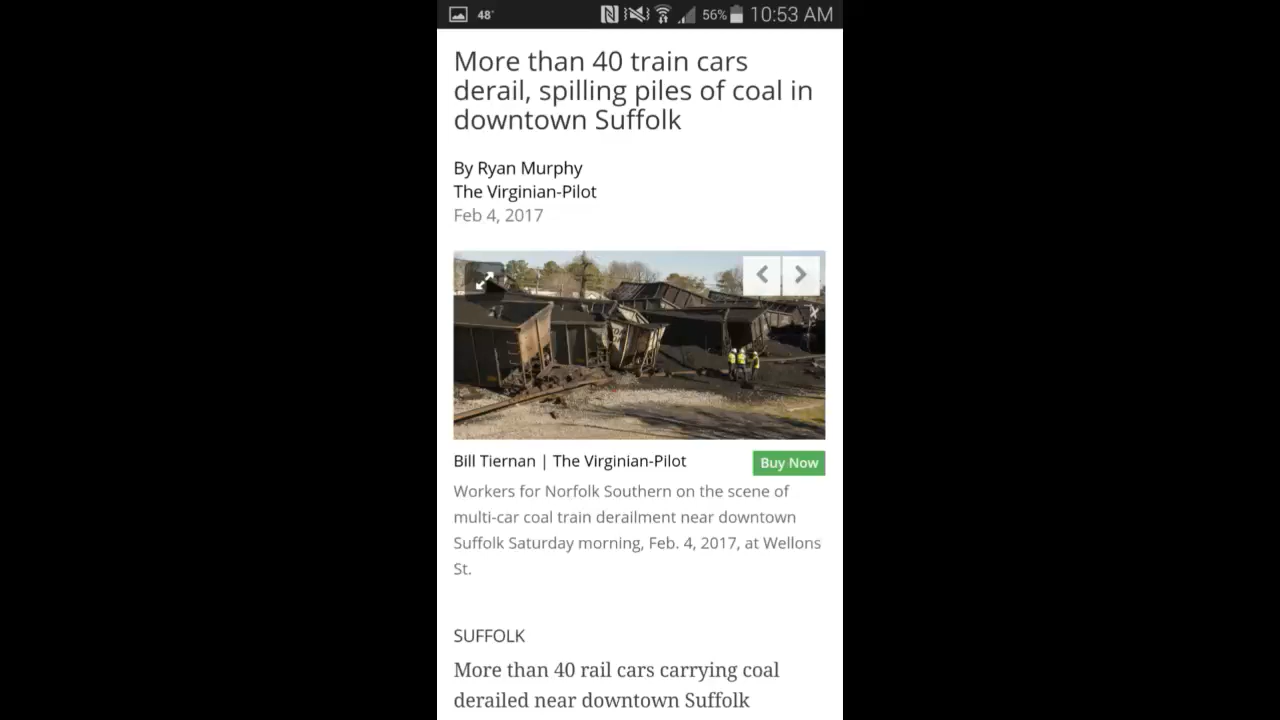 48°
56%
10:53 AM
More than 40 train cars
derail, spilling piles of coal in
downtown Suffolk
By Ryan Murphy
The Virginian-Pilot
Feb 4, 2017
Bill Tiernan | The Virginian-Pilot
Buy Now
Workers for Norfolk Southern on the scene of
multi-car coal train derailment near downtown
Suffolk Saturday morning, Feb. 4, 2017, at Wellons
St.
SUFFOLK
More than 40 rail cars carrying coal
derailed near downtown Suffolk